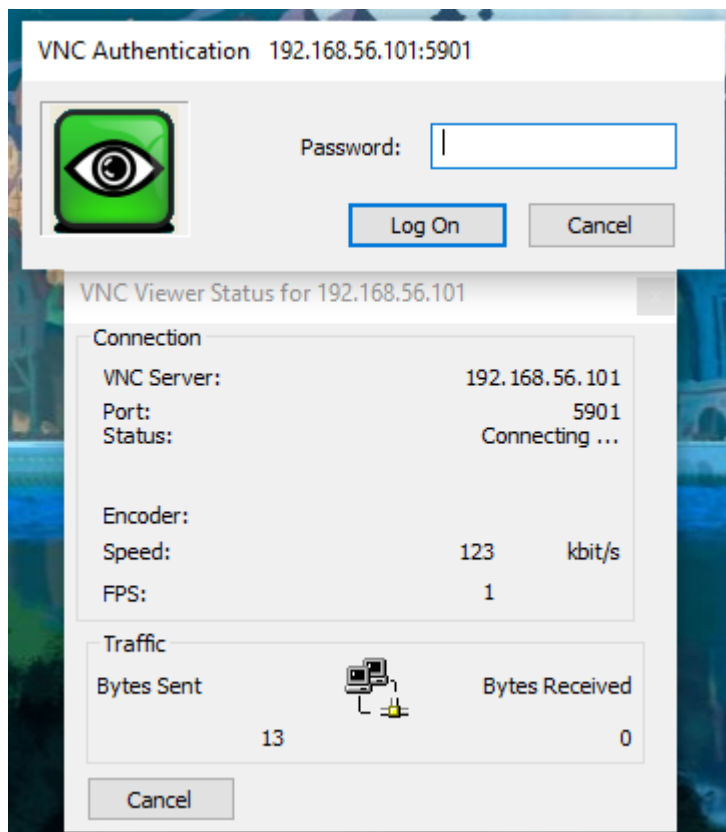 VNC Authentication 192.168.56.101:5901
Password:
Log On Cancel
VNC Viewer Status for 192.168.56.101
Connection
VNC Server: 192.168.56.101
Port: 5901
Status: Connecting ...
Encoder:
Speed: 123 kbit/s
FPS: 1
Traffic
Bytes Sent Bytes Received
13 0
Cancel